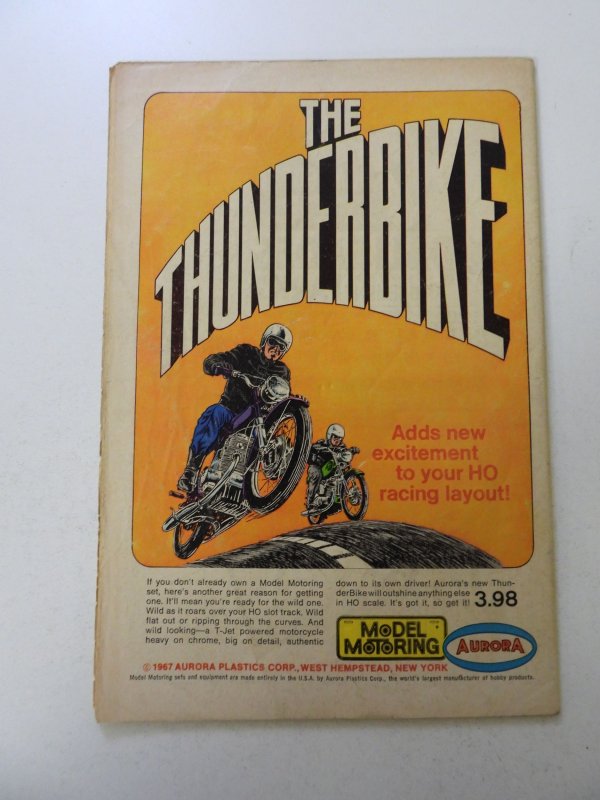 THE
THUNDERBIKE
Adds new
excitement
to your HO
racing layout!
If you don't already own a Model Motoring
set, here's another great reason for getting
one. It'll mean you're ready for the wild one.
Wild as it roars over your HO slot track. Wild
flat out or ripping through the curves. And
wild looking—a T-Jet powered motorcycle
heavy on chrome, big on detail, authentic
down to its own driver! Aurora's new Thun-
derBike will outshine anything else
in HO scale. It's got it, so get it! 3.98
MODEL
MOTORING
AURORA
© 1967 AURORA PLASTICS CORP., WEST HEMPSTEAD, NEW YORK
Model Motoring sets and equipment are made entirely in the U.S.A. by Aurora Plastics Corp., the world's largest manufacturer of hobby products.